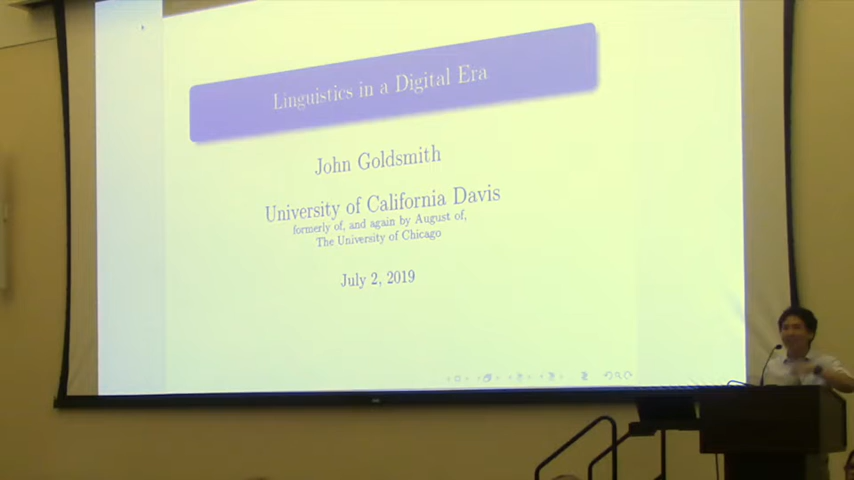 Linguistics in a Digital Era
John Goldsmith
University of California Davis
formerly of, and again by August of,
The University of Chicago
July 2, 2019